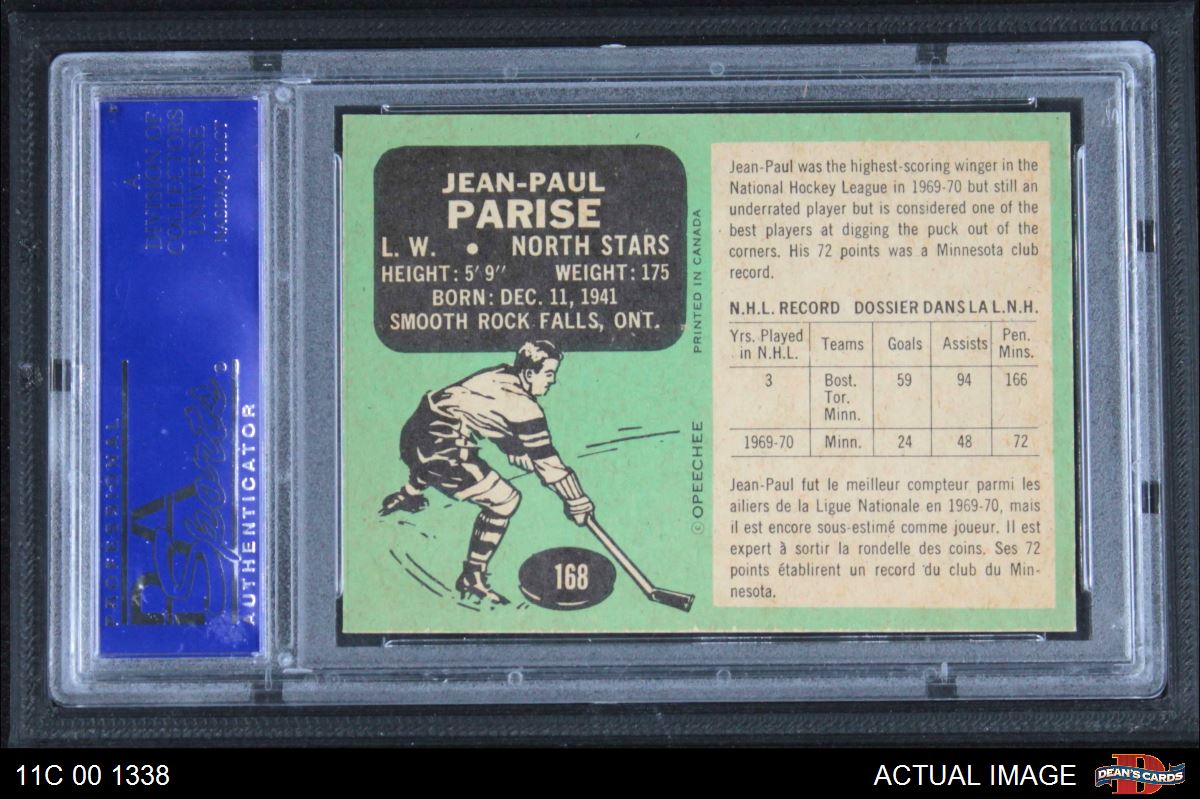 A
DIVISION OF
COLLECTORS
UNIVERSE
NASDAQ: CLCT
PROFESSIONAL
PSA
Sports
AUTHENTICATOR
JEAN-PAUL
PARISE
L. W. • NORTH STARS
HEIGHT: 5′ 9″ WEIGHT: 175
BORN: DEC. 11, 1941
SMOOTH ROCK FALLS, ONT.
168
PRINTED IN CANADA
© OPEECHEE
Jean-Paul was the highest-scoring winger in the
National Hockey League in 1969-70 but still an
underrated player but is considered one of the
best players at digging the puck out of the
corners. His 72 points was a Minnesota club
record.
N.H.L. RECORD DOSSIER DANS LA L.N.H.
Yrs. Played in N.H.L. Teams Goals Assists Pen. Mins.
3 Bost. Tor. Minn. 59 94 166
1969-70 Minn. 24 48 72
Jean-Paul fut le meilleur compteur parmi les
ailiers de la Ligue Nationale en 1969-70, mais
il est encore sous-estimé comme joueur. Il est
expert à sortir la rondelle des coins. Ses 72
points établirent un record du club du Min-
nesota.
11C 00 1338
ACTUAL IMAGE
DEAN'S CARDS